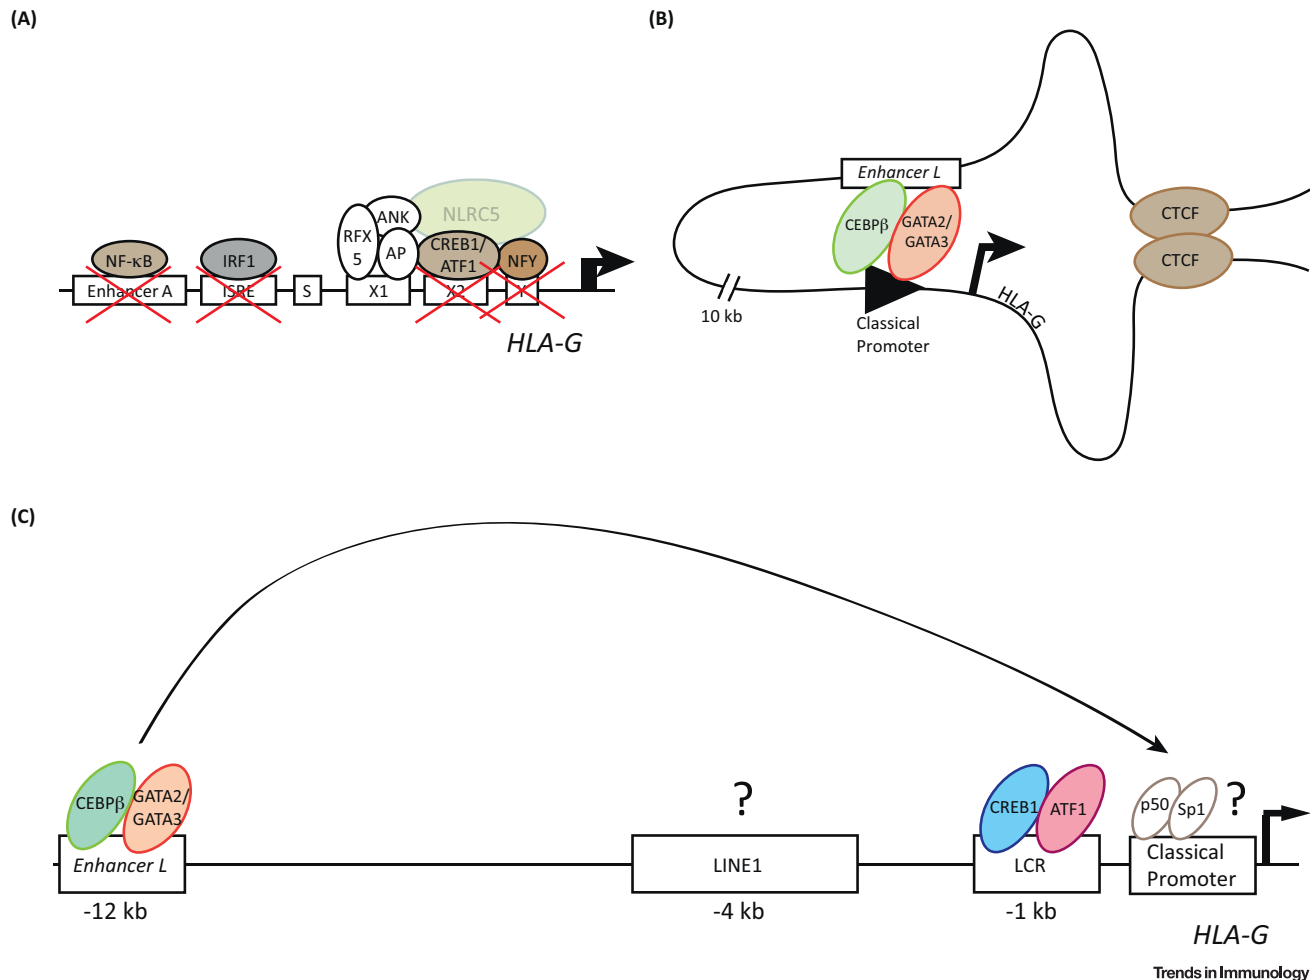 (A)
NLRC5
ANK
RFX
5
AP
CREB1/
ATF1
NF-κB
IRF1
NFY
Enhancer A
ISRE
S
X1
X2
Y
HLA-G
(B)
Enhancer L
CEBPβ
GATA2/
GATA3
CTCF
CTCF
10 kb
Classical
Promoter
HLA-G
(C)
CEBPβ
GATA2/
GATA3
Enhancer L
-12 kb
?
LINE1
-4 kb
CREB1
ATF1
LCR
-1 kb
p50
Sp1
?
Classical
Promoter
HLA-G
Trends in Immunology